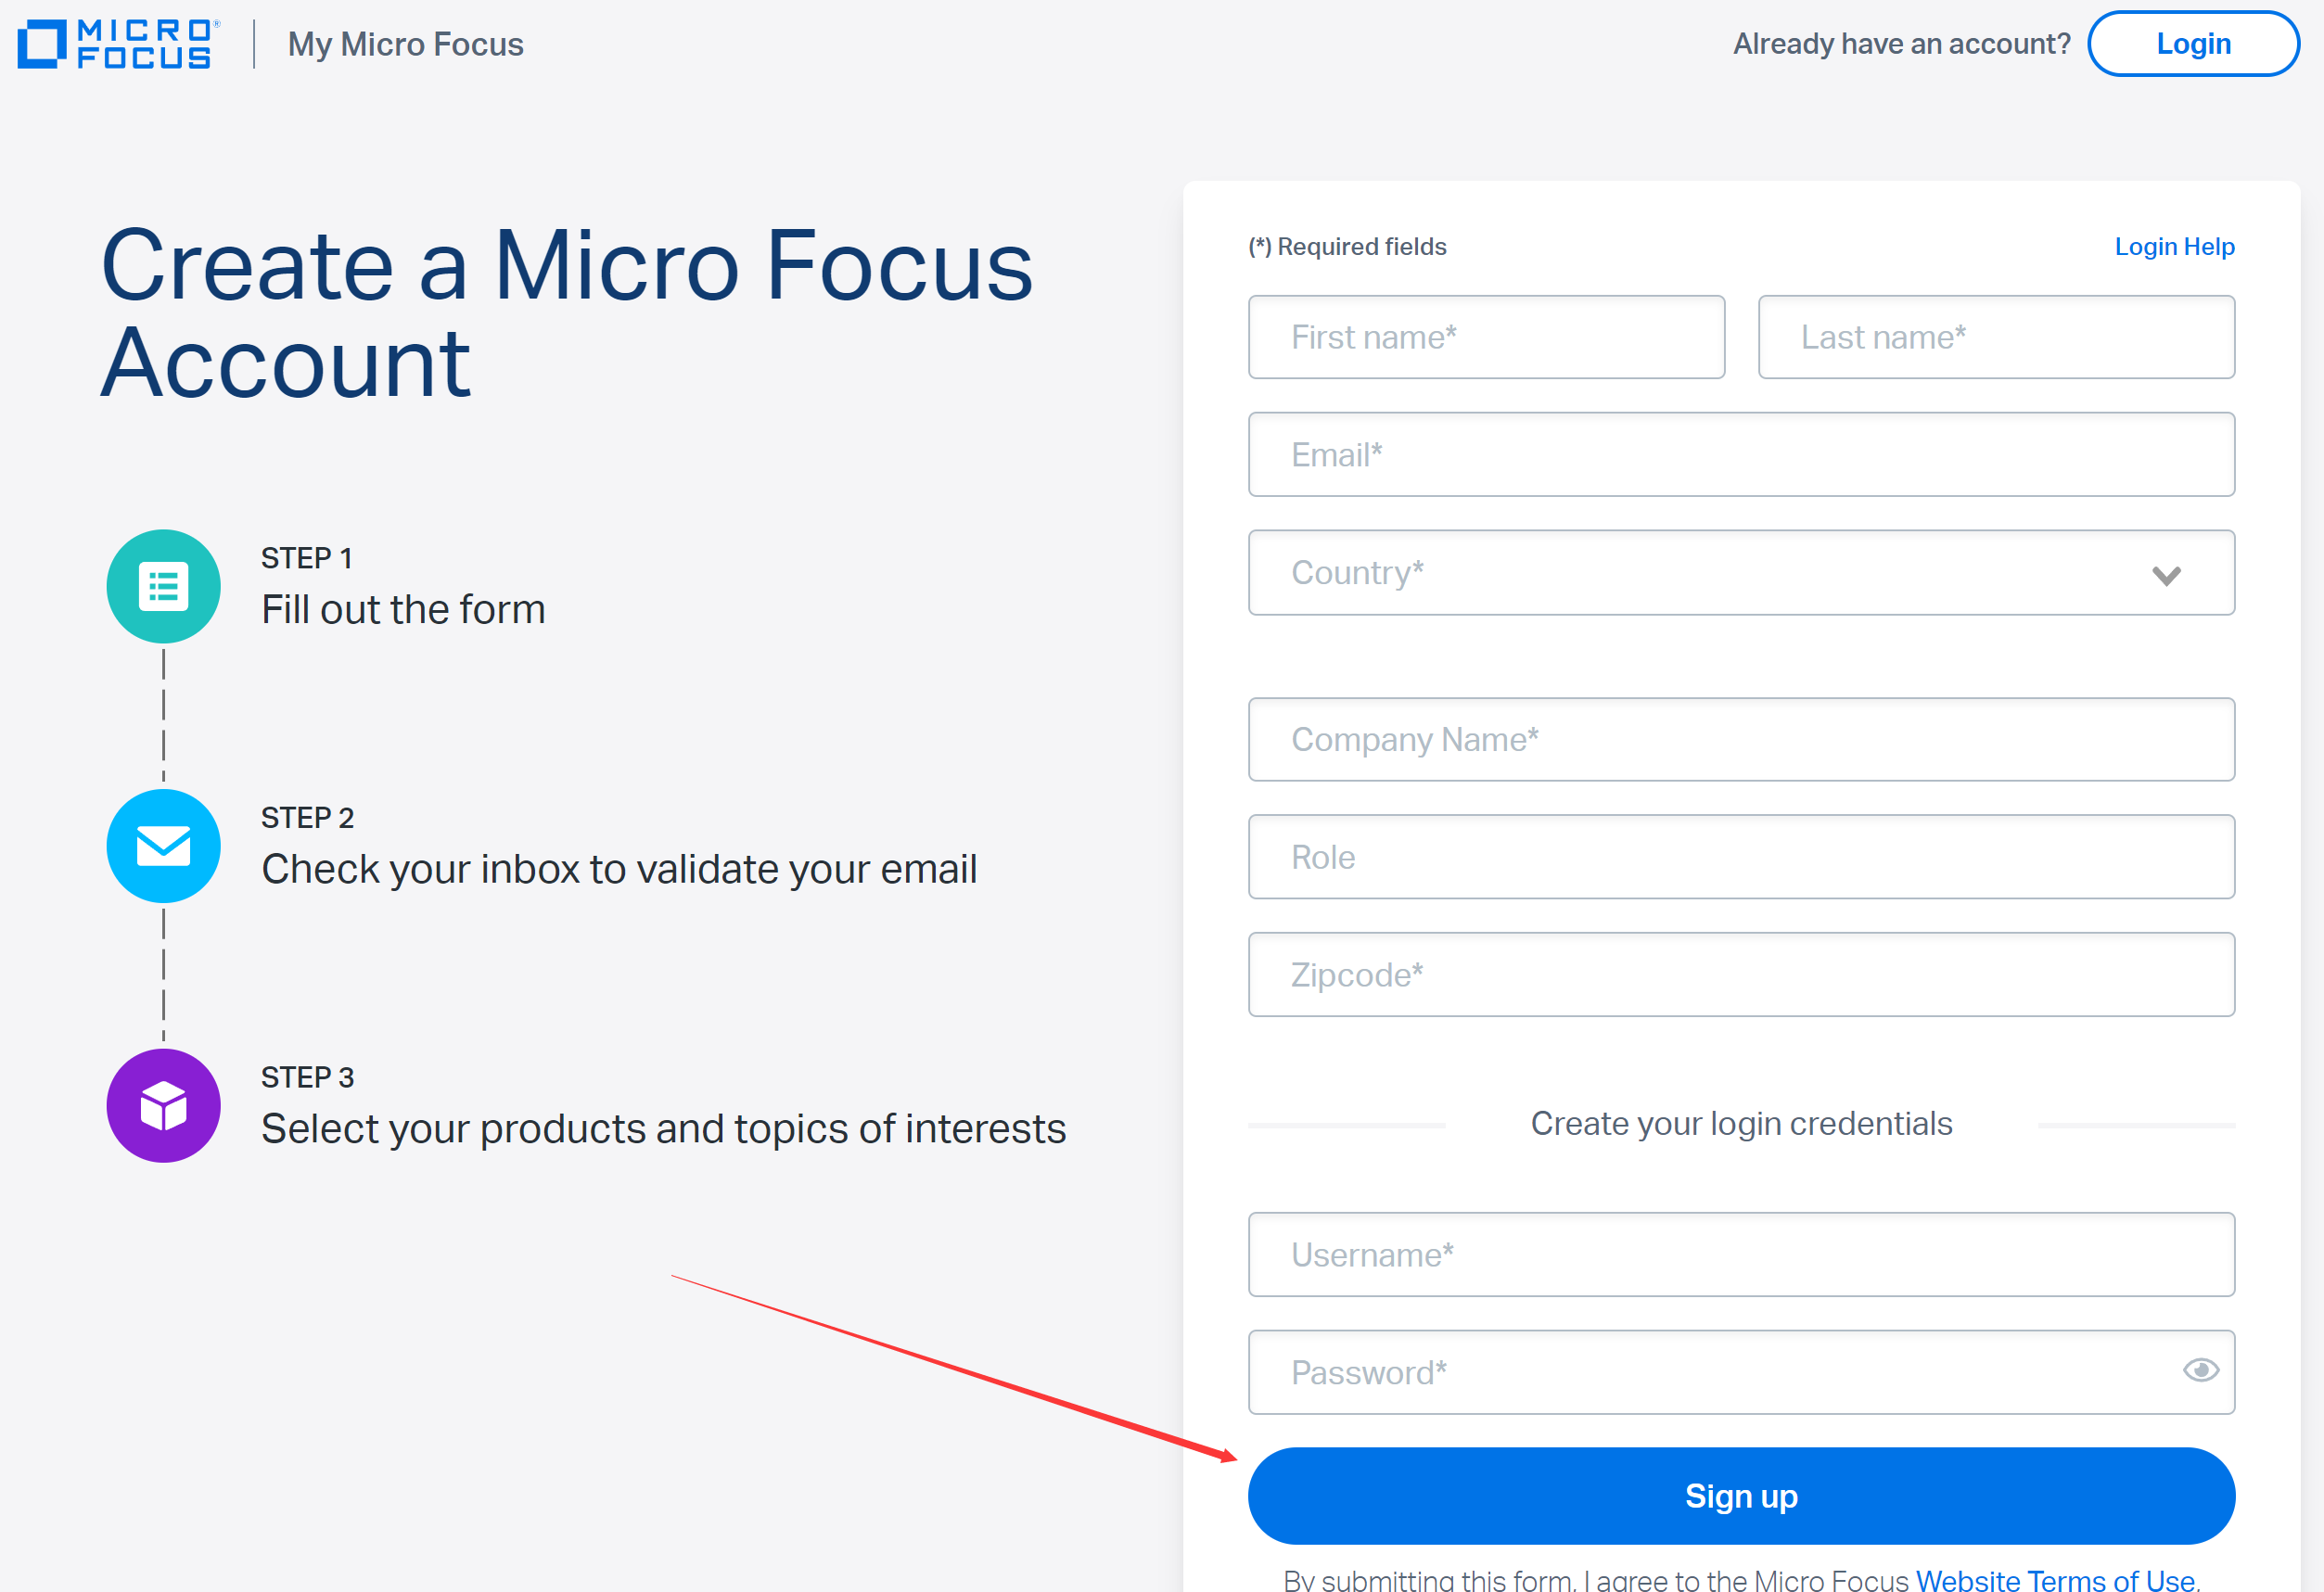 MICRO® FOCUS
My Micro Focus
Already have an account?
Login
Create a Micro Focus
Account
STEP 1
Fill out the form
STEP 2
Check your inbox to validate your email
STEP 3
Select your products and topics of interests
(*) Required fields
Login Help
First name*
Last name*
Email*
Country*
Company Name*
Role
Zipcode*
Create your login credentials
Username*
Password*
Sign up
By submitting this form, I agree to the Micro Focus Website Terms of Use,